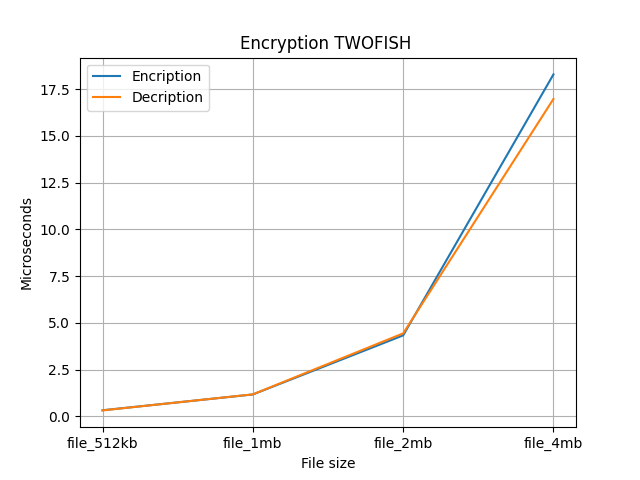 Encryption TWOFISH
Encription
Decription
Microseconds
17.5
15.0
12.5
10.0
7.5
5.0
2.5
0.0
file_512kb
file_1mb
file_2mb
file_4mb
File size